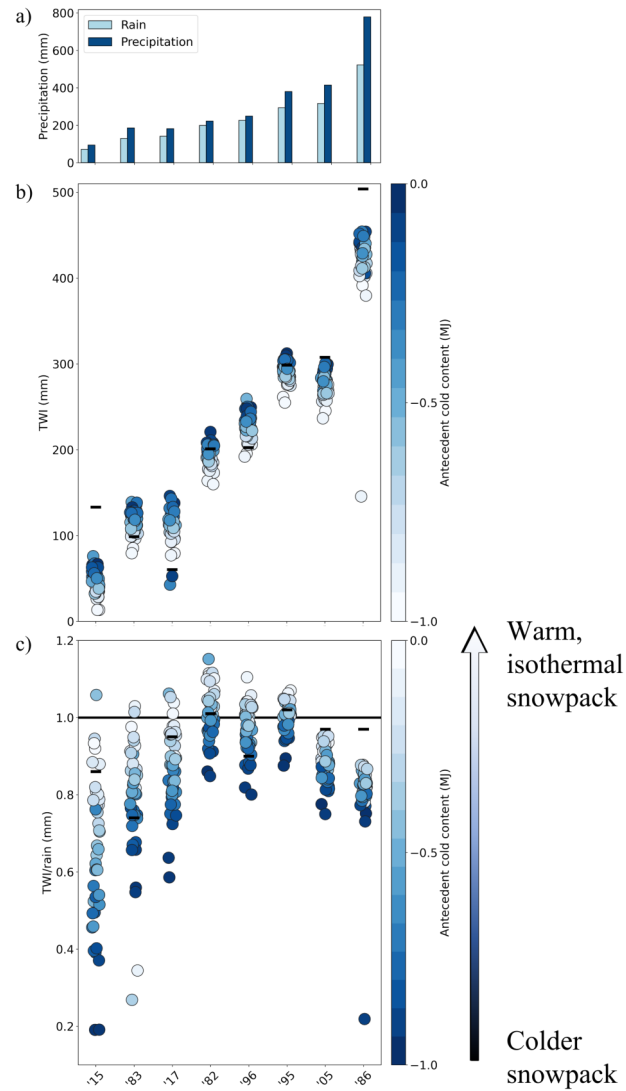 a)
800
600
400
200
0
Precipitation (mm)
Rain
Precipitation
b)
500
400
300
200
100
0
TWI (mm)
0.0
−0.5
−1.0
Antecedent cold content (MJ)
c)
1.2
1.0
0.8
0.6
0.4
0.2
TWI/rain
'15
'83
'17
'82
'96
'95
'05
'86
0.0
−0.5
−1.0
Antecedent cold content (MJ)
Warm,
isothermal
snowpack
Colder
snowpack